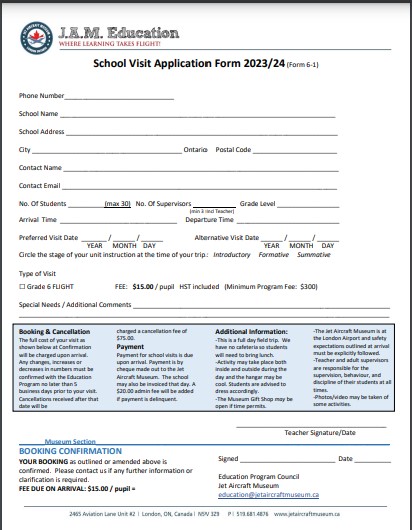 J.A.M. Education
WHERE LEARNING TAKES FLIGHT!
School Visit Application Form 2023/24 (Form 6-1)
Phone Number
School Name
School Address
City Ontario Postal Code
Contact Name
Contact Email
No. Of Students (max 30) No. Of Supervisors Grade Level
(min 3 incl Teacher)
Arrival Time Departure Time
Preferred Visit Date / / Alternative Visit Date / /
YEAR MONTH DAY YEAR MONTH DAY
Circle the stage of your unit instruction at the time of your trip: Introductory Formative Summative
Type of Visit
☐ Grade 6 FLIGHT FEE: $15.00 / pupil HST included (Minimum Program Fee: $300)
Special Needs / Additional Comments
Booking & Cancellation
The full cost of your visit as
shown below at Confirmation
will be charged upon arrival.
Any changes, increases or
decreases in numbers must be
confirmed with the Education
Program no later than 5
business days prior to your visit.
Cancellations received after that
date will be
charged a cancellation fee of
$75.00.
Payment
Payment for school visits is due
upon arrival. Payment is by
cheque made out to the Jet
Aircraft Museum. The school
may also be invoiced that day. A
$20.00 admin fee will be added
if payment is delinquent.
Additional Information:
-This is a full day field trip. We
have no cafeteria so students
will need to bring lunch.
-Activity may take place both
inside and outside during the
day and the hangar may be
cool. Students are advised to
dress accordingly.
-The Museum Gift Shop may be
open if time permits.
-The Jet Aircraft Museum is at
the London Airport and safety
expectations outlined at arrival
must be explicitly followed.
-Teacher and adult supervisors
are responsible for the
supervision, behaviour, and
discipline of their students at all
times.
-Photos/video may be taken of
some activities.
Teacher Signature/Date
Museum Section
BOOKING CONFIRMATION
YOUR BOOKING as outlined or amended above is
confirmed. Please contact us if any further information or
clarification is required.
FEE DUE ON ARRIVAL: $15.00 / pupil =
Signed Date
Education Program Council
Jet Aircraft Museum
education@jetaircraftmuseum.ca
2465 Aviation Lane Unit #2 | London, ON, Canada | N5V 3Z9 P | 519.681.4876 www.jetaircraftmuseum.ca